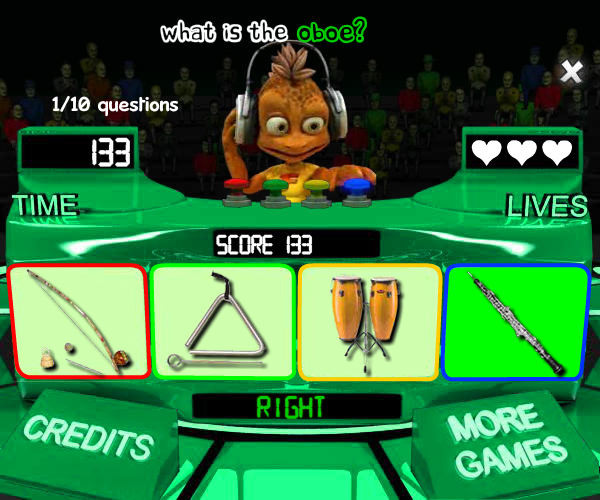 what is the oboe?
1/10 questions
133
TIME
LIVES
SCORE 133
RIGHT
CREDITS
MORE
GAMES